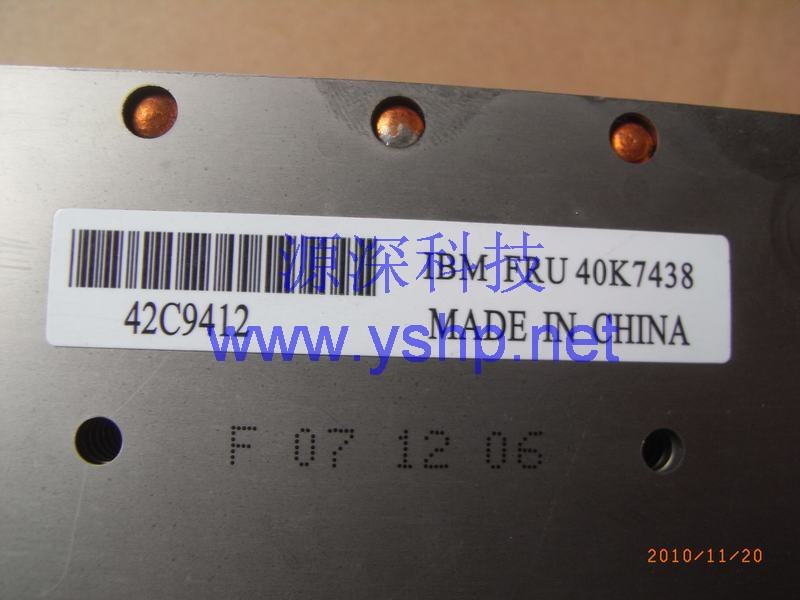 源深科技
IBM FRU 40K7438
42C9412
MADE IN CHINA
www.yshp.net
F 07 12 06
2010/11/20